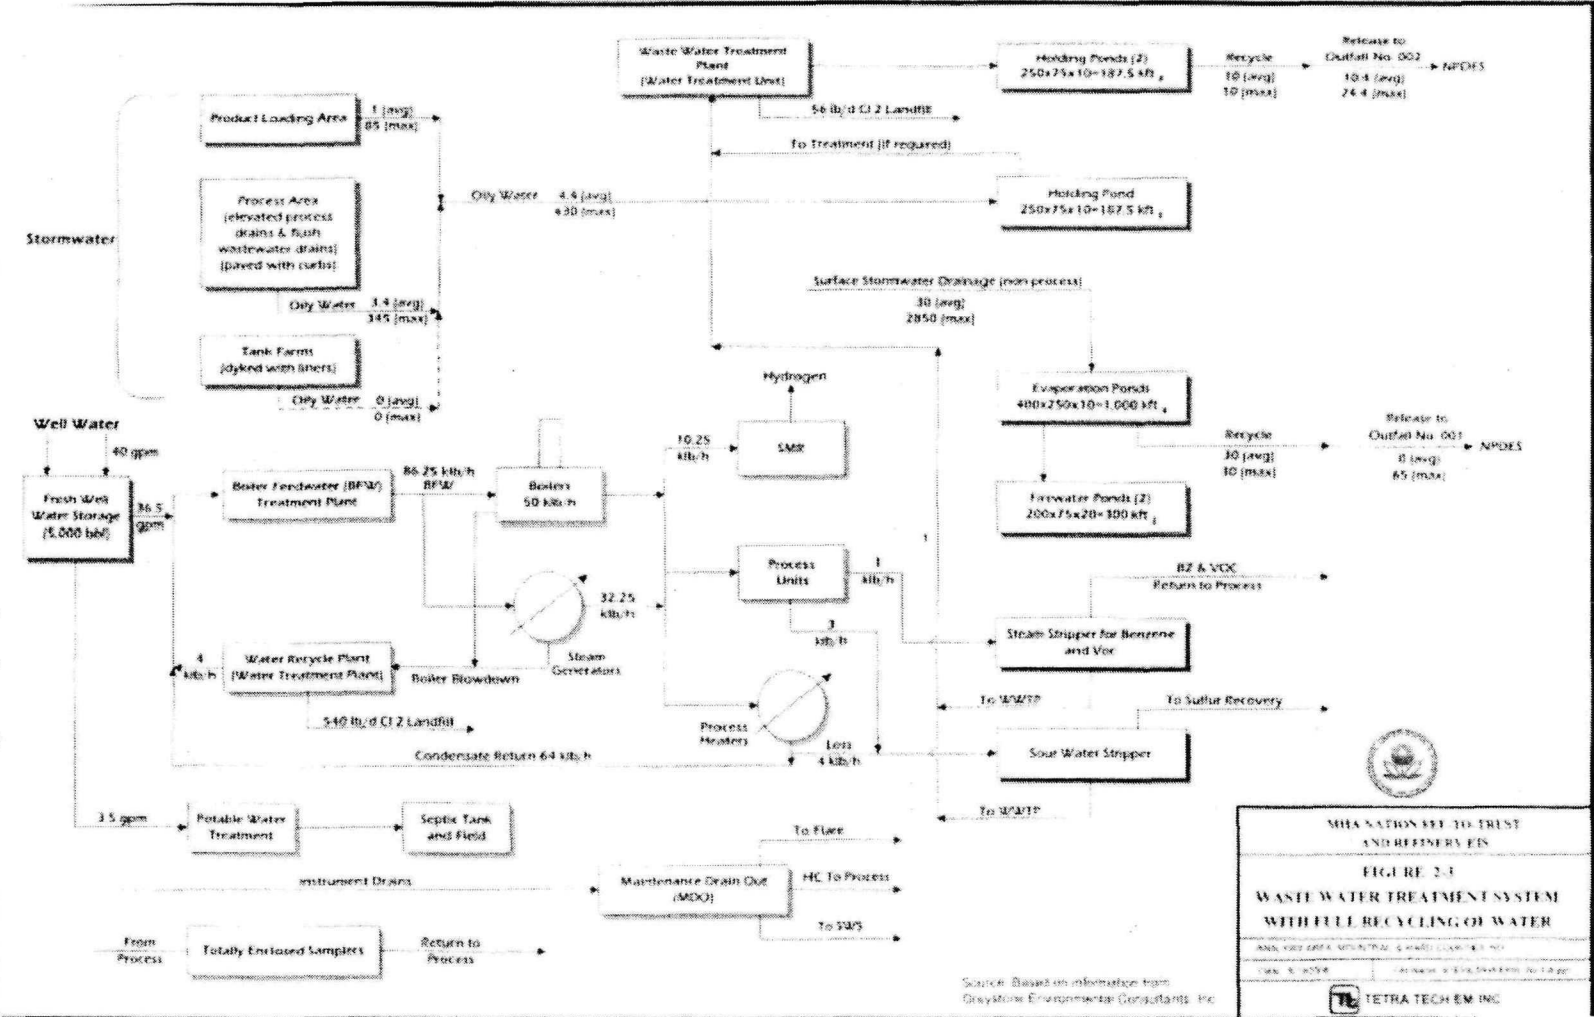 Waste Water Treatment
Plant
(Water Treatment Unit)
Holding Ponds (2)
250x75x10=187.5 kft
Recycle
10 (avg)
10 (max)
Release to
Outfall No. 002
10.4 (avg)
24.4 (max)
NPDES
56 lb/d Cl 2 Landfill
To Treatment (if required)
Stormwater
Product Loading Area
1 (avg)
85 (max)
Process Area
(elevated process
drains & flush
wastewater drains)
(paved with curbs)
Oily Water
3.4 (avg)
345 (max)
Tank Farms
(dyked with liners)
Oily Water
0 (avg)
0 (max)
Oily Water
4.4 (avg)
430 (max)
Holding Pond
250x75x10=187.5 kft
Surface Stormwater Drainage (non process)
30 (avg)
2850 (max)
Evaporation Ponds
400x250x10=1,000 kft
Recycle
30 (avg)
30 (max)
Release to
Outfall No. 001
0 (avg)
65 (max)
NPDES
Firewater Ponds (2)
200x75x20=300 kft
Well Water
40 gpm
Fresh Well
Water Storage
(5,000 bbl)
36.5
gpm
Boiler Feedwater (BFW)
Treatment Plant
86.25 klb/h
BFW
Boilers
50 klb/h
10.25
klb/h
Hydrogen
SMR
Process
Units
1
klb/h
3
klb/h
1
32.25
klb/h
Steam
Generators
BZ & VOC
Return to Process
Steam Stripper for Benzene
and Voc
4
klb/h
Water Recycle Plant
(Water Treatment Plant)
Boiler Blowdown
540 lb/d Cl 2 Landfill
Process
Heaters
Loss
4 klb/h
To WWTP
To Sulfur Recovery
Sour Water Stripper
To WWTP
Condensate Return 64 klb/h
3.5 gpm
Potable Water
Treatment
Septic Tank
and Field
Instrument Drains
Maintenance Drain Out
(MDO)
To Flare
HC To Process
To SWS
From
Process
Totally Enclosed Samplers
Return to
Process
Source: Based on information from
Greystone Environmental Consultants, Inc
MHA NATION FEE-TO-TRUST
AND REFINERY EIS
FIGURE 2-3
WASTE WATER TREATMENT SYSTEM
WITH FULL RECYCLING OF WATER
TETRA TECH EM INC